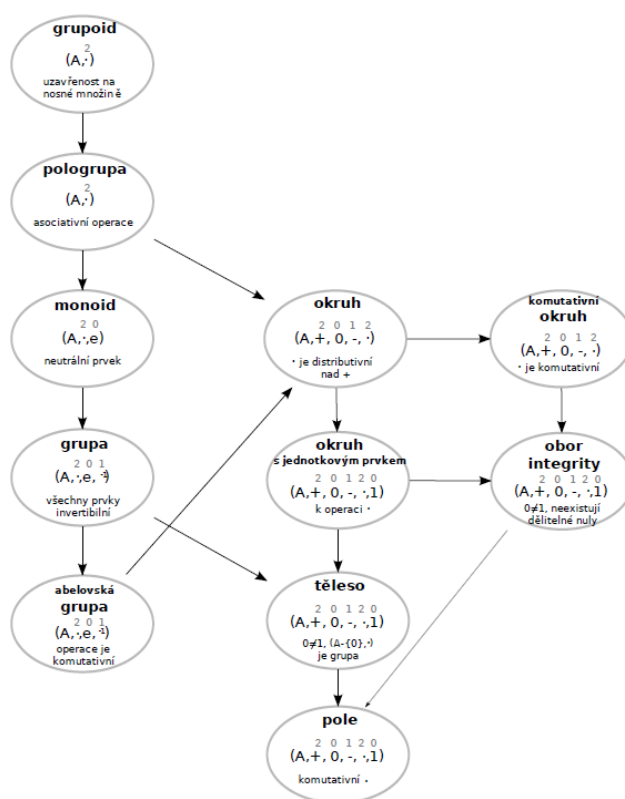 grupoid
2
(A,·)
uzavřenost na
nosné množině
pologrupa
2
(A,·)
asociativní operace
monoid
2 0
(A,·,e)
neutrální prvek
okruh
2 0 1 2
(A,+, 0, -, ·)
· je distributivní
nad +
komutativní
okruh
2 0 1 2
(A,+, 0, -, ·)
· je komutativní
grupa
2 0 1
(A,·,e, ⁻¹)
všechny prvky
invertibilní
okruh
s jednotkovým prvkem
2 0 1 2 0
(A,+, 0, -, ·,1)
k operaci ·
obor
integrity
2 0 1 2 0
(A,+, 0, -, ·,1)
0≠1, neexistují
dělitelné nuly
abelovská
grupa
2 0 1
(A,·,e, ⁻¹)
operace je
komutativní
těleso
2 0 1 2 0
(A,+, 0, -, ·,1)
0≠1, (A-{0},·)
je grupa
pole
2 0 1 2 0
(A,+, 0, -, ·,1)
komutativní ·